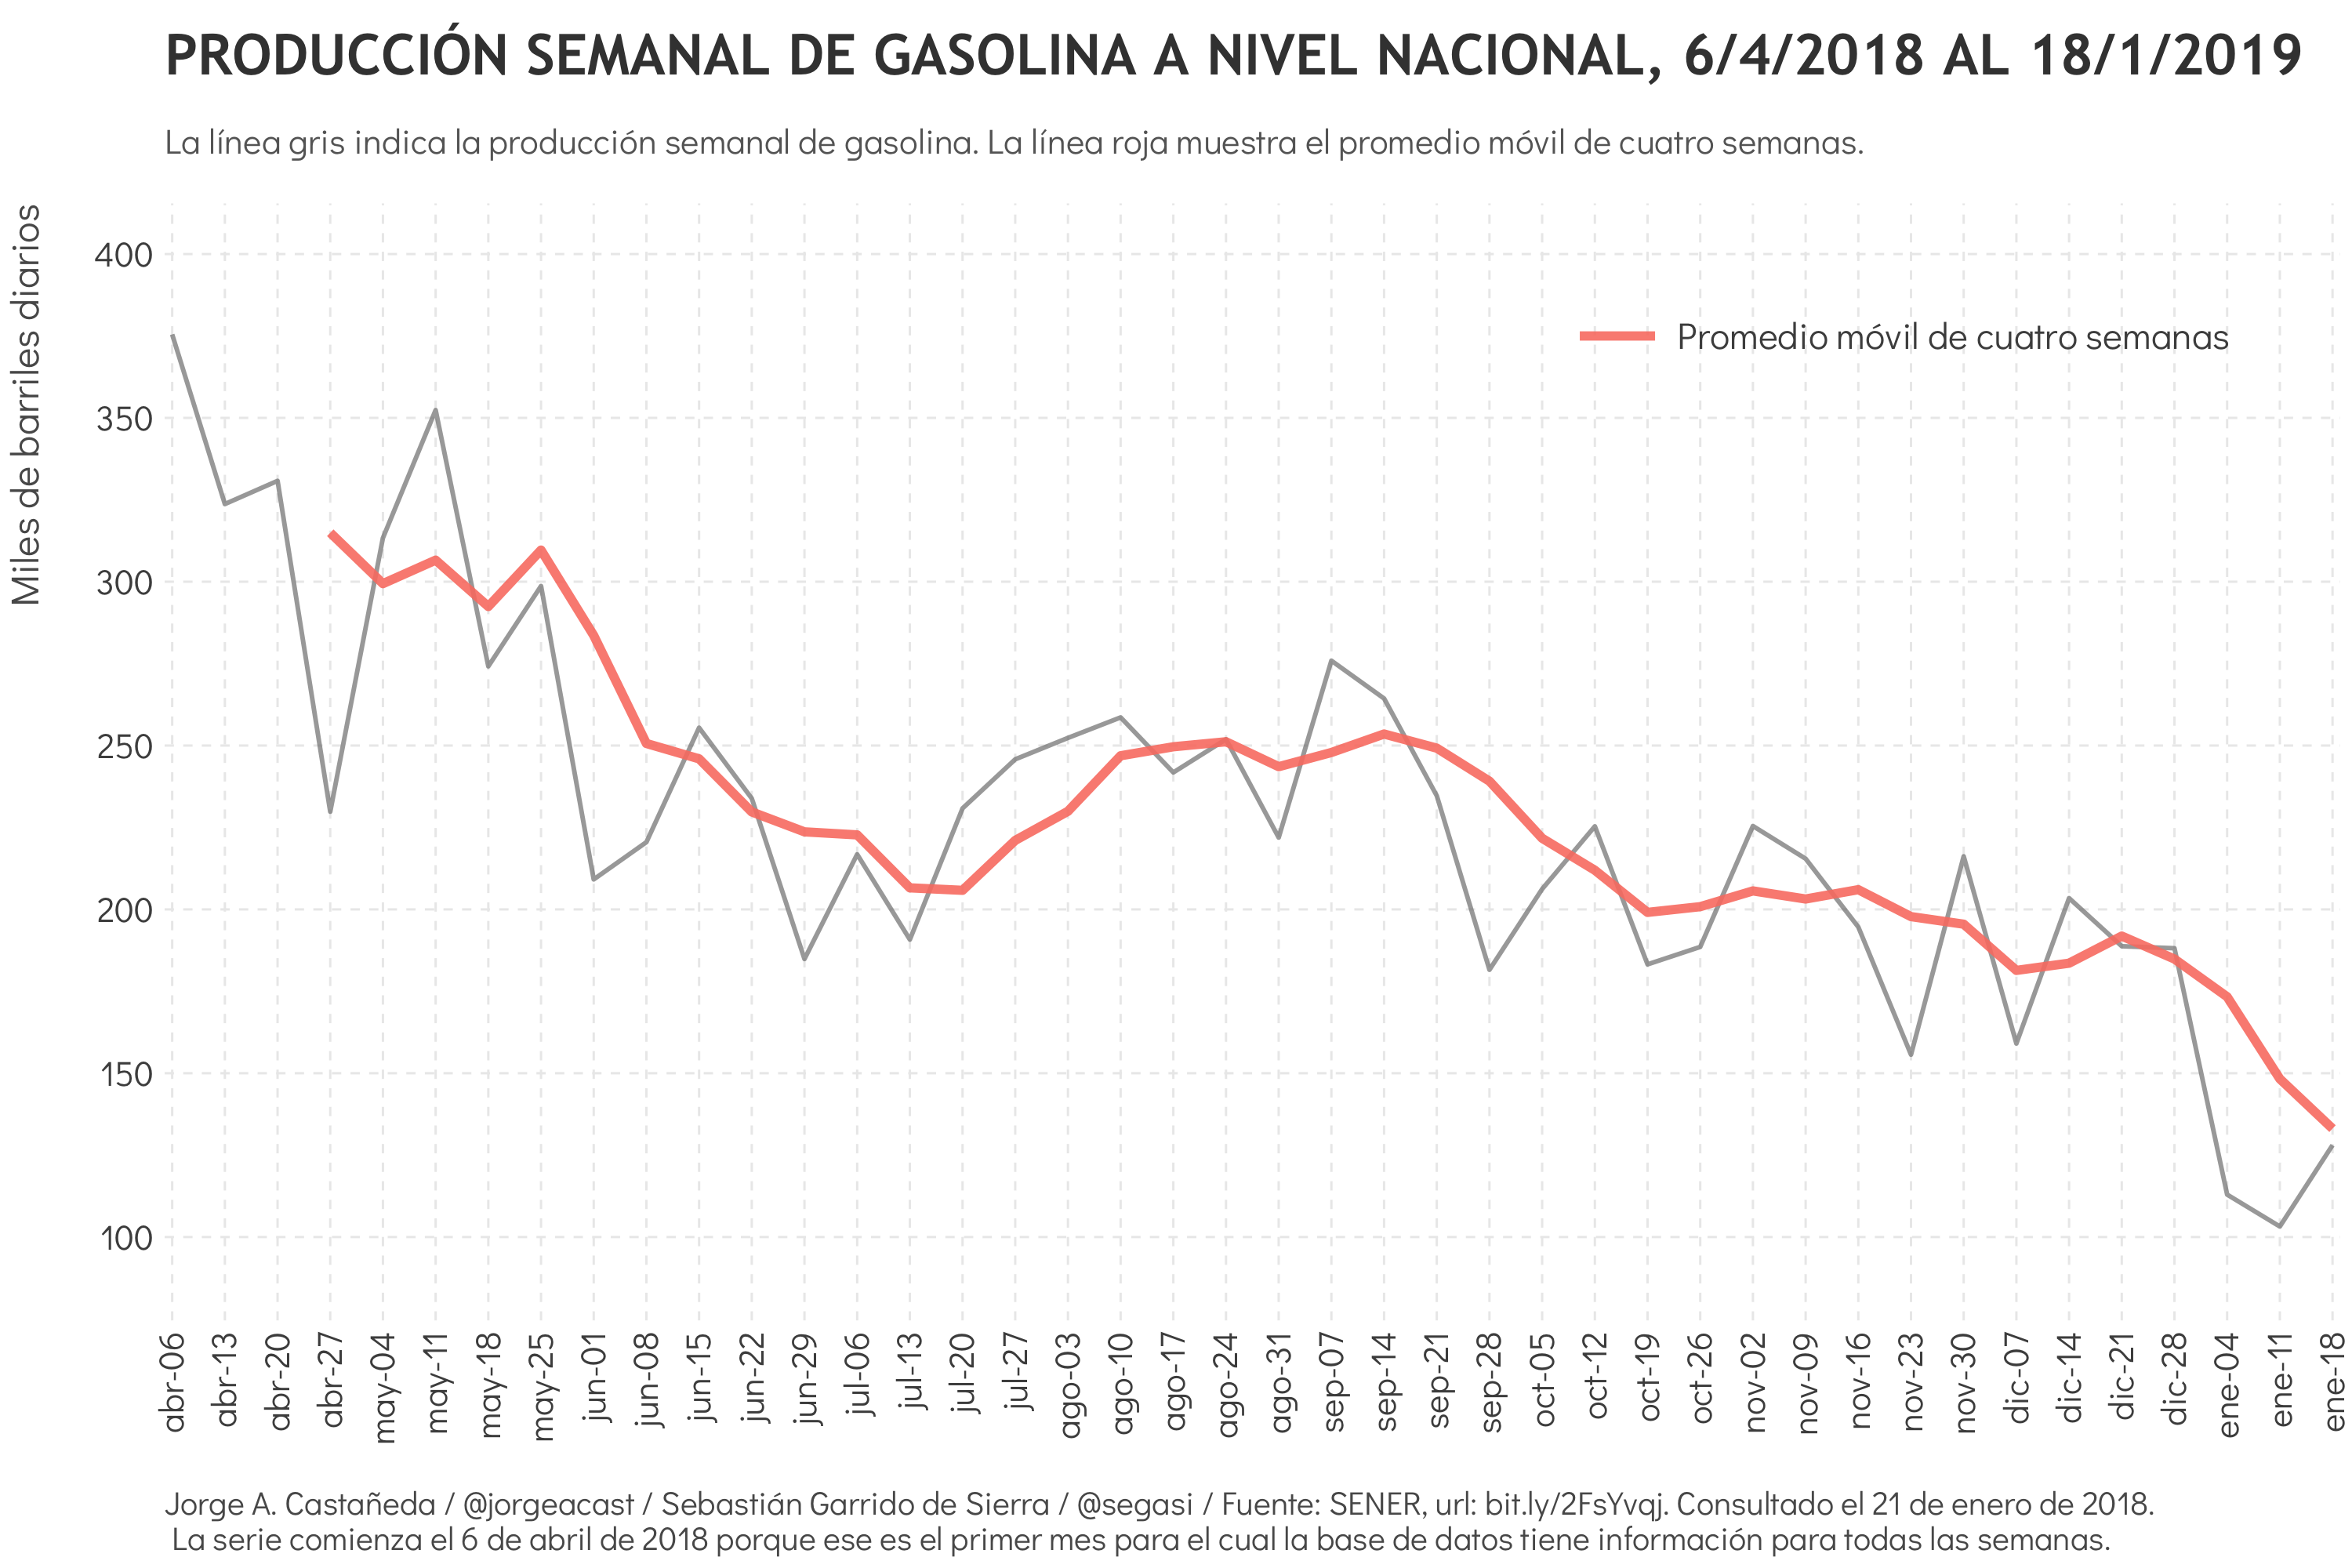 PRODUCCIÓN SEMANAL DE GASOLINA A NIVEL NACIONAL, 6/4/2018 AL 18/1/2019
La línea gris indica la producción semanal de gasolina. La línea roja muestra el promedio móvil de cuatro semanas.
Miles de barriles diarios
400
350
300
250
200
150
100
Promedio móvil de cuatro semanas
abr-06
abr-13
abr-20
abr-27
may-04
may-11
may-18
may-25
jun-01
jun-08
jun-15
jun-22
jun-29
jul-06
jul-13
jul-20
jul-27
ago-03
ago-10
ago-17
ago-24
ago-31
sep-07
sep-14
sep-21
sep-28
oct-05
oct-12
oct-19
oct-26
nov-02
nov-09
nov-16
nov-23
nov-30
dic-07
dic-14
dic-21
dic-28
ene-04
ene-11
ene-18
Jorge A. Castañeda / @jorgeacast / Sebastián Garrido de Sierra / @segasi / Fuente: SENER, url: bit.ly/2FsYvqj. Consultado el 21 de enero de 2018.
La serie comienza el 6 de abril de 2018 porque ese es el primer mes para el cual la base de datos tiene información para todas las semanas.